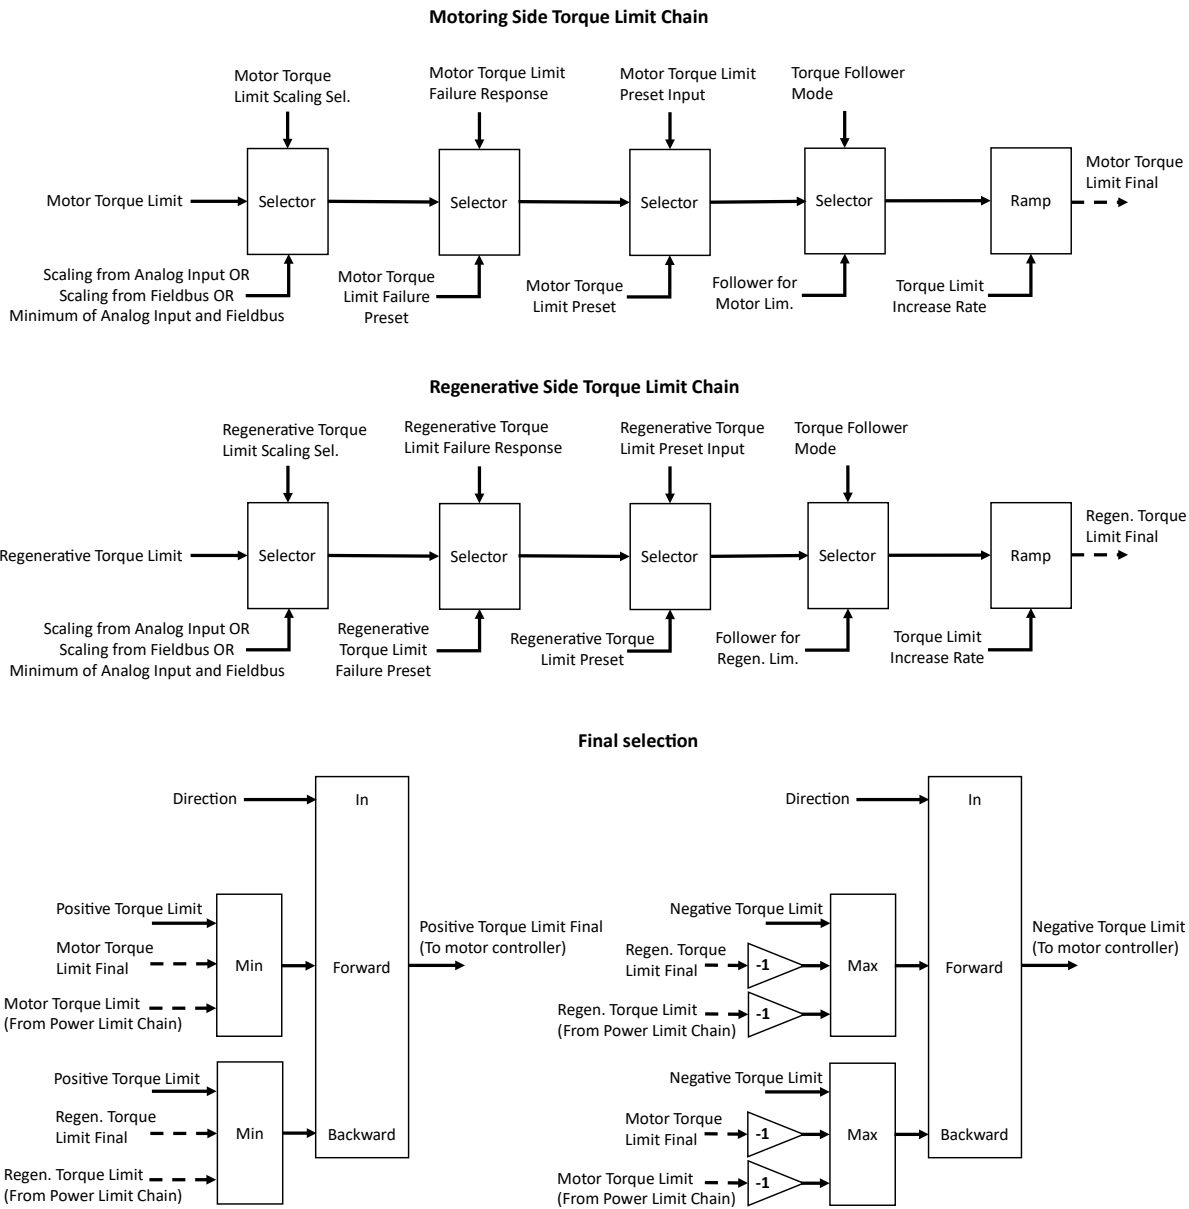 Motoring Side Torque Limit Chain
Motor Torque
Limit Scaling Sel.
Motor Torque Limit
Failure Response
Motor Torque Limit
Preset Input
Torque Follower
Mode
Motor Torque Limit
Selector
Selector
Selector
Selector
Ramp
Motor Torque
Limit Final
Scaling from Analog Input OR
Scaling from Fieldbus OR
Minimum of Analog Input and Fieldbus
Motor Torque
Limit Failure
Preset
Motor Torque
Limit Preset
Follower for
Motor Lim.
Torque Limit
Increase Rate
Regenerative Side Torque Limit Chain
Regenerative Torque
Limit Scaling Sel.
Regenerative Torque
Limit Failure Response
Regenerative Torque
Limit Preset Input
Torque Follower
Mode
Regenerative Torque Limit
Selector
Selector
Selector
Selector
Ramp
Regen. Torque
Limit Final
Scaling from Analog Input OR
Scaling from Fieldbus OR
Minimum of Analog Input and Fieldbus
Regenerative
Torque Limit
Failure Preset
Regenerative Torque
Limit Preset
Follower for
Regen. Lim.
Torque Limit
Increase Rate
Final selection
Direction
In
Positive Torque Limit
Motor Torque
Limit Final
Motor Torque Limit
(From Power Limit Chain)
Min
Forward
Positive Torque Limit Final
(To motor controller)
Positive Torque Limit
Regen. Torque
Limit Final
Regen. Torque Limit
(From Power Limit Chain)
Min
Backward
Direction
In
Negative Torque Limit
Regen. Torque
Limit Final
-1
Regen. Torque Limit
(From Power Limit Chain)
-1
Max
Forward
Negative Torque Limit
(To motor controller)
Negative Torque Limit
Motor Torque
Limit Final
-1
Motor Torque Limit
(From Power Limit Chain)
-1
Max
Backward